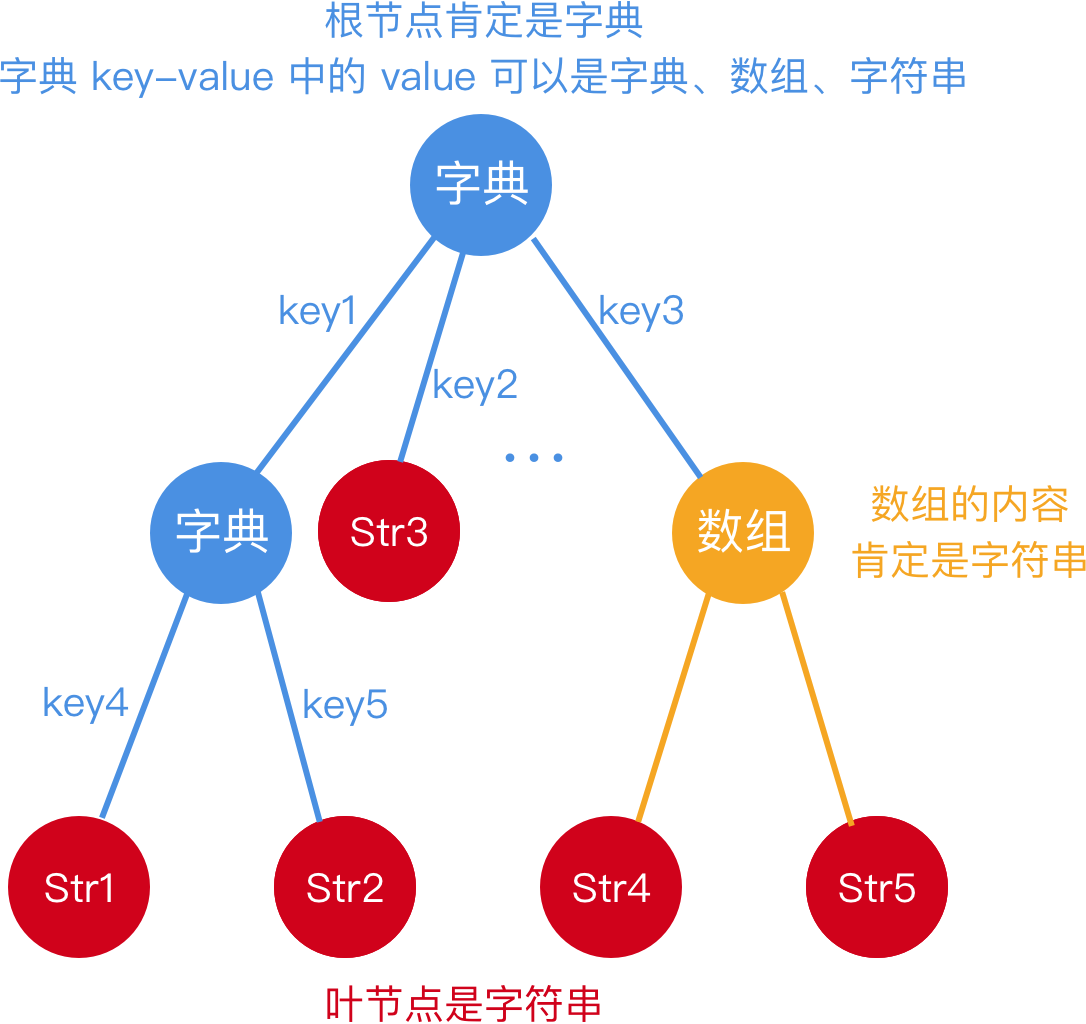 根节点肯定是字典
字典 key-value 中的 value 可以是字典、数组、字符串
字典
key1
key3
key2
...
字典
Str3
数组
数组的内容
肯定是字符串
key4
key5
Str1
Str2
Str4
Str5
叶节点是字符串